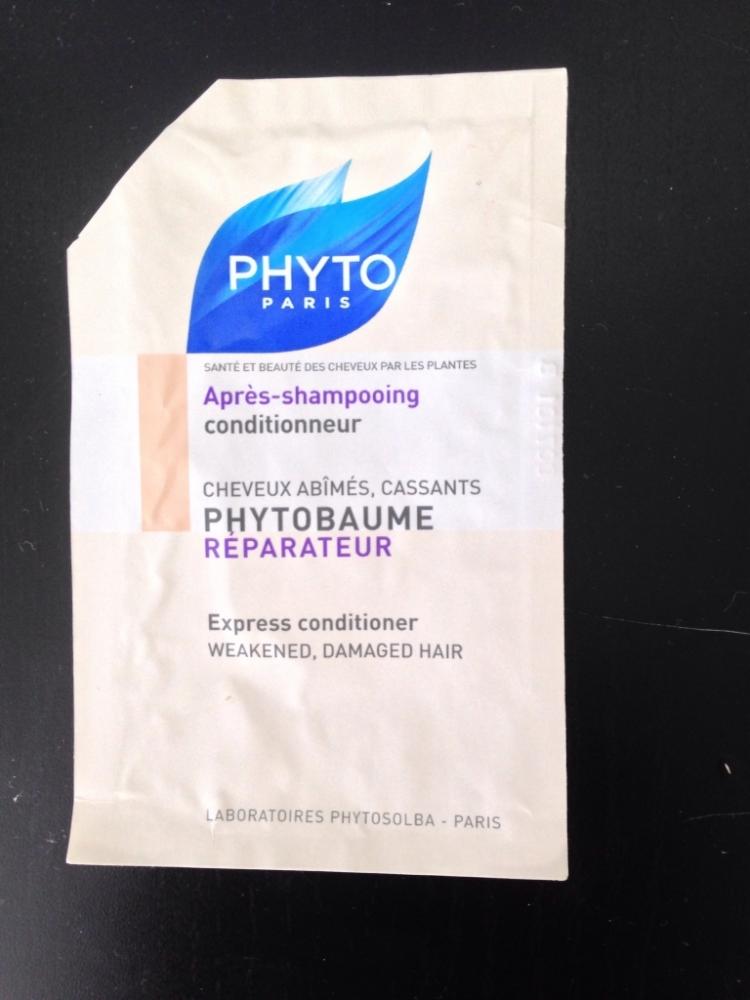 PHYTO
PARIS
SANTÉ ET BEAUTÉ DES CHEVEUX PAR LES PLANTES
Après-shampooing
conditionneur
CHEVEUX ABÎMÉS, CASSANTS
PHYTOBAUME
RÉPARATEUR
Express conditioner
WEAKENED, DAMAGED HAIR
LABORATOIRES PHYTOSOLBA - PARIS